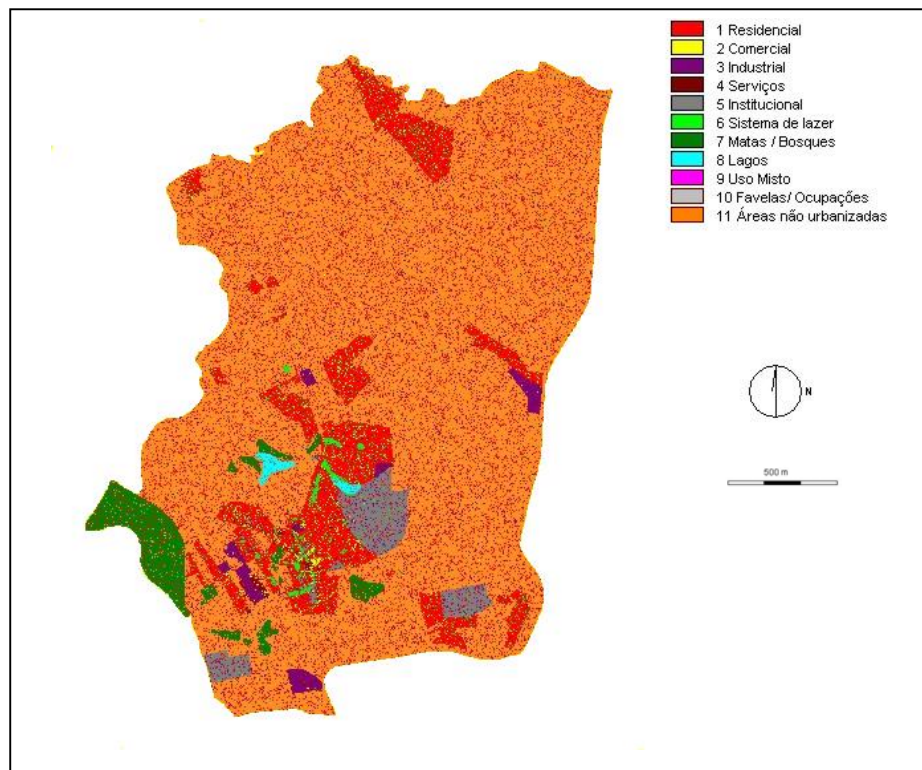 1 Residencial
2 Comercial
3 Industrial
4 Serviços
5 Institucional
6 Sistema de lazer
7 Matas / Bosques
8 Lagos
9 Uso Misto
10 Favelas/ Ocupações
11 Áreas não urbanizadas
N
500 m